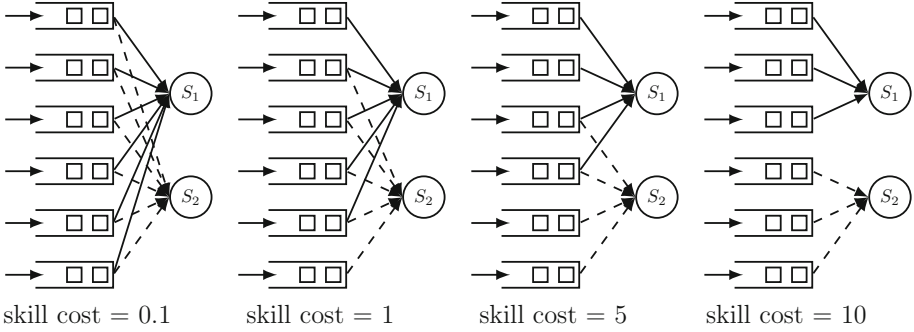 S₁ S₁ S₁ S₁
S₂ S₂ S₂ S₂
skill cost = 0.1 skill cost = 1 skill cost = 5 skill cost = 10